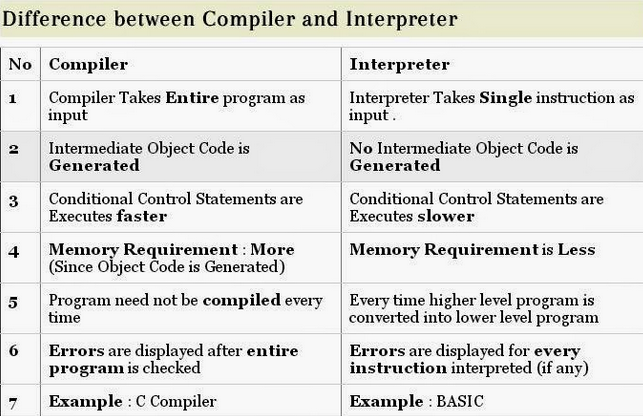 Difference between Compiler and Interpreter
No Compiler Interpreter
1 Compiler Takes Entire program as Interpreter Takes Single instruction as
input input .
2 Intermediate Object Code is No Intermediate Object Code is
Generated Generated
3 Conditional Control Statements are Conditional Control Statements are
Executes faster Executes slower
4 Memory Requirement : More Memory Requirement is Less
(Since Object Code is Generated)
5 Program need not be compiled every Every time higher level program is
time converted into lower level program
6 Errors are displayed after entire Errors are displayed for every
program is checked instruction interpreted (if any)
7 Example : C Compiler Example : BASIC